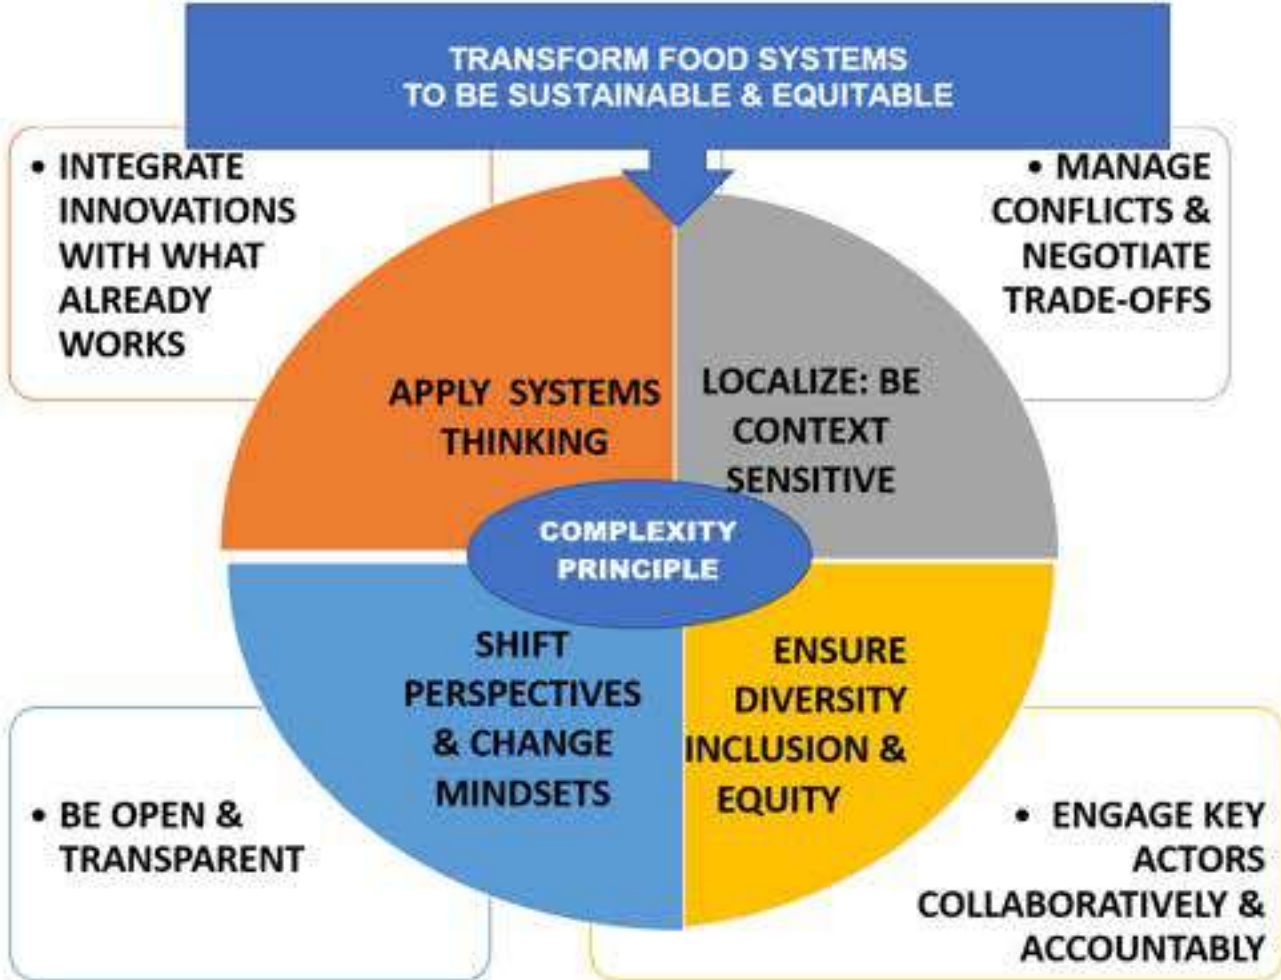 TRANSFORM FOOD SYSTEMS
TO BE SUSTAINABLE & EQUITABLE
• INTEGRATE
INNOVATIONS
WITH WHAT
ALREADY
WORKS
• MANAGE
CONFLICTS &
NEGOTIATE
TRADE-OFFS
APPLY SYSTEMS
THINKING
LOCALIZE: BE
CONTEXT
SENSITIVE
COMPLEXITY
PRINCIPLE
SHIFT
PERSPECTIVES
& CHANGE
MINDSETS
ENSURE
DIVERSITY
INCLUSION &
EQUITY
• BE OPEN &
TRANSPARENT
• ENGAGE KEY
ACTORS
COLLABORATIVELY &
ACCOUNTABLY